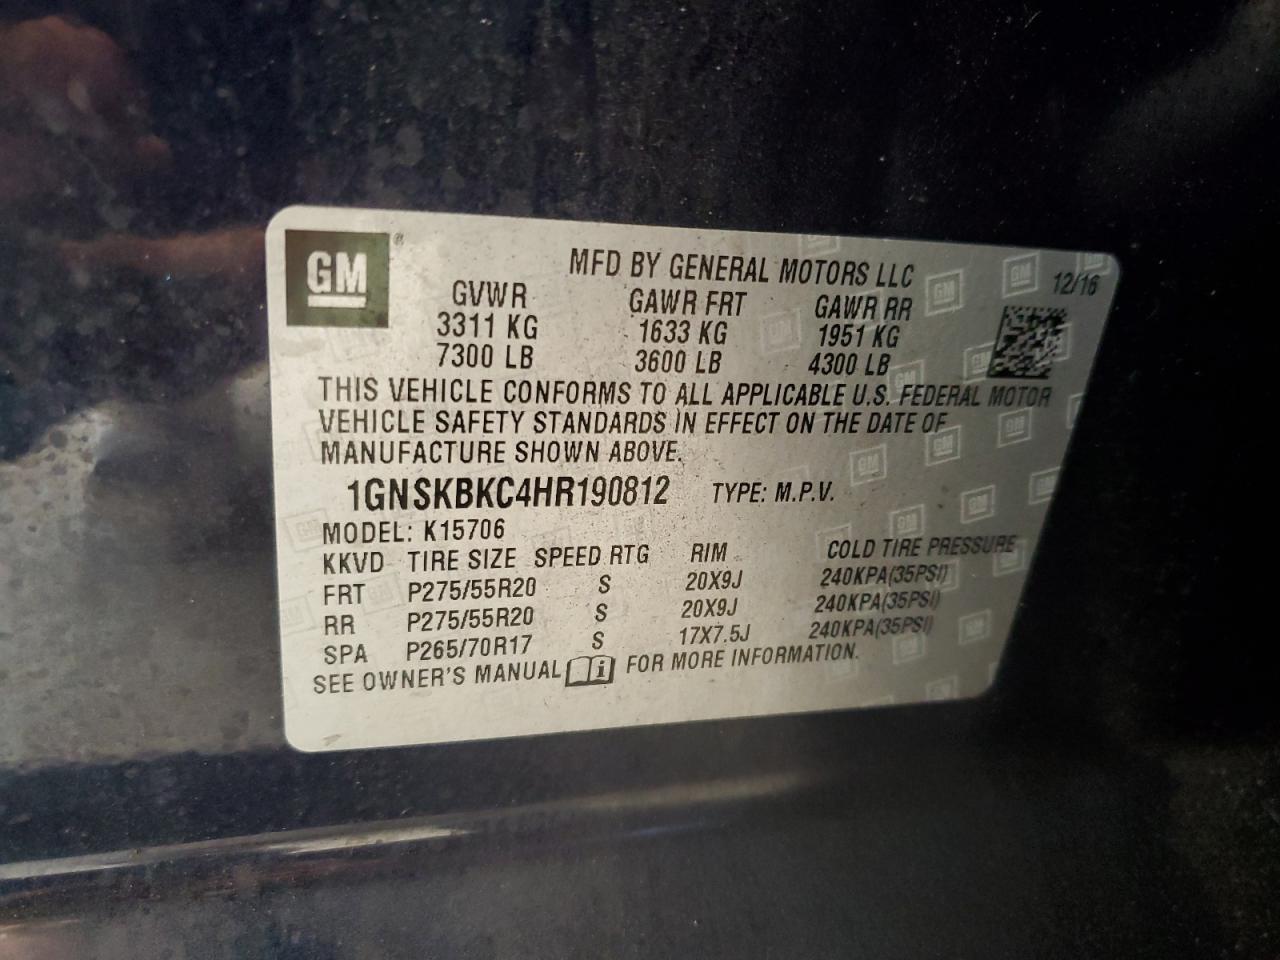 GM ®
MFD BY GENERAL MOTORS LLC 12/16
GVWR GAWR FRT GAWR RR
3311 KG 1633 KG 1951 KG
7300 LB 3600 LB 4300 LB
THIS VEHICLE CONFORMS TO ALL APPLICABLE U.S. FEDERAL MOTOR
VEHICLE SAFETY STANDARDS IN EFFECT ON THE DATE OF
MANUFACTURE SHOWN ABOVE.
1GNSKBKC4HR190812 TYPE: M.P.V.
MODEL: K15706
KKVD TIRE SIZE SPEED RTG RIM COLD TIRE PRESSURE
FRT P275/55R20 S 20X9J 240KPA(35PSI)
RR P275/55R20 S 20X9J 240KPA(35PSI)
SPA P265/70R17 S 17X7.5J 240KPA(35PSI)
SEE OWNER'S MANUAL i FOR MORE INFORMATION.